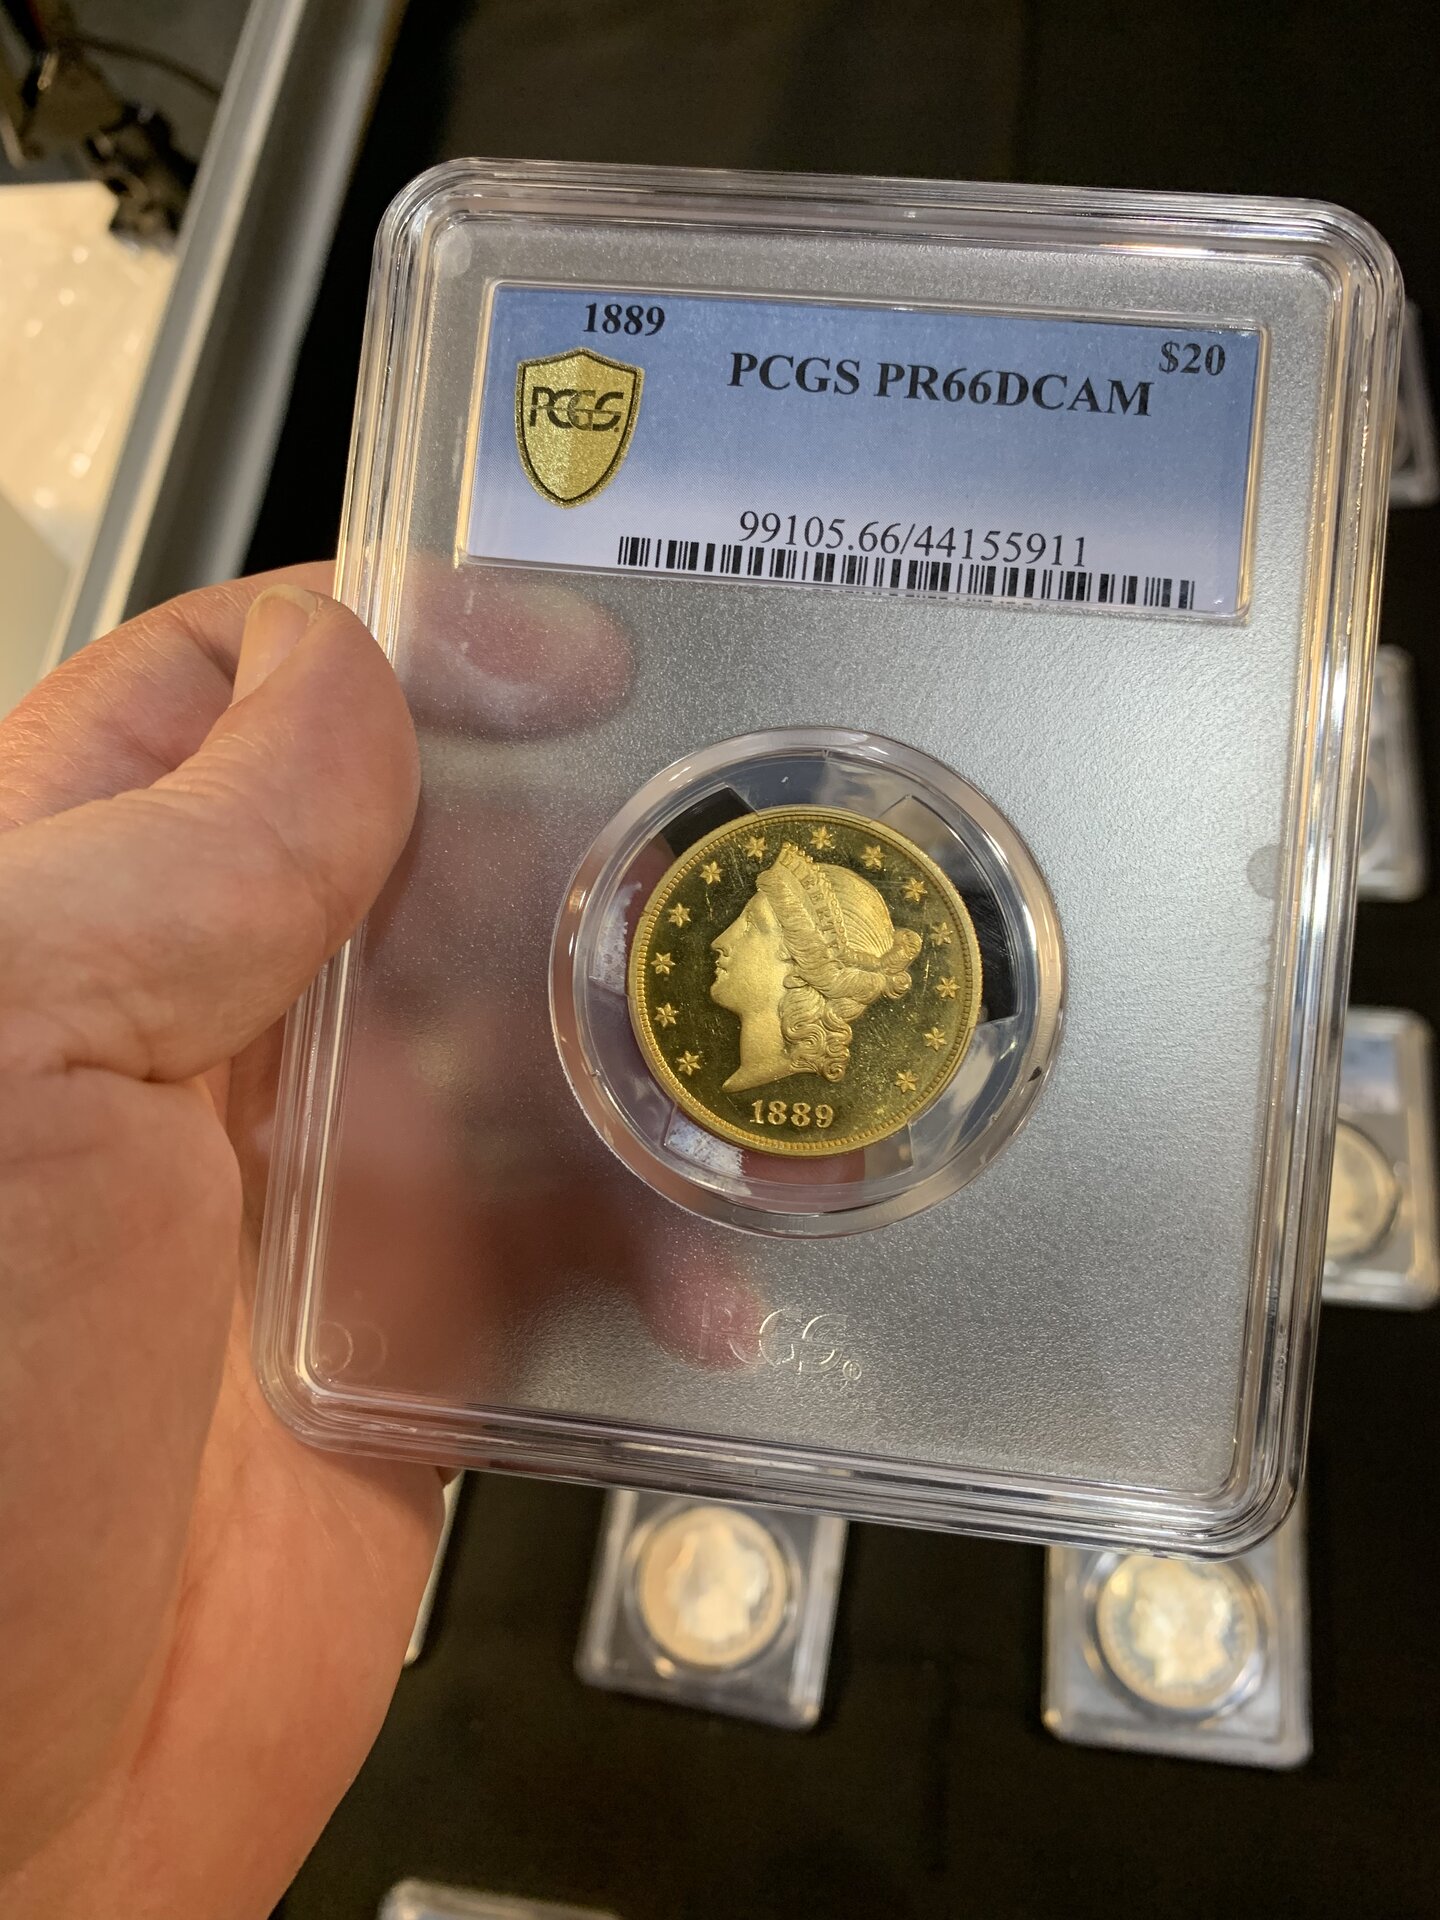 1889
$20
PCGS PR66DCAM
PCGS.
99105.66/44155911
LIBERTY
1889
PCGS®